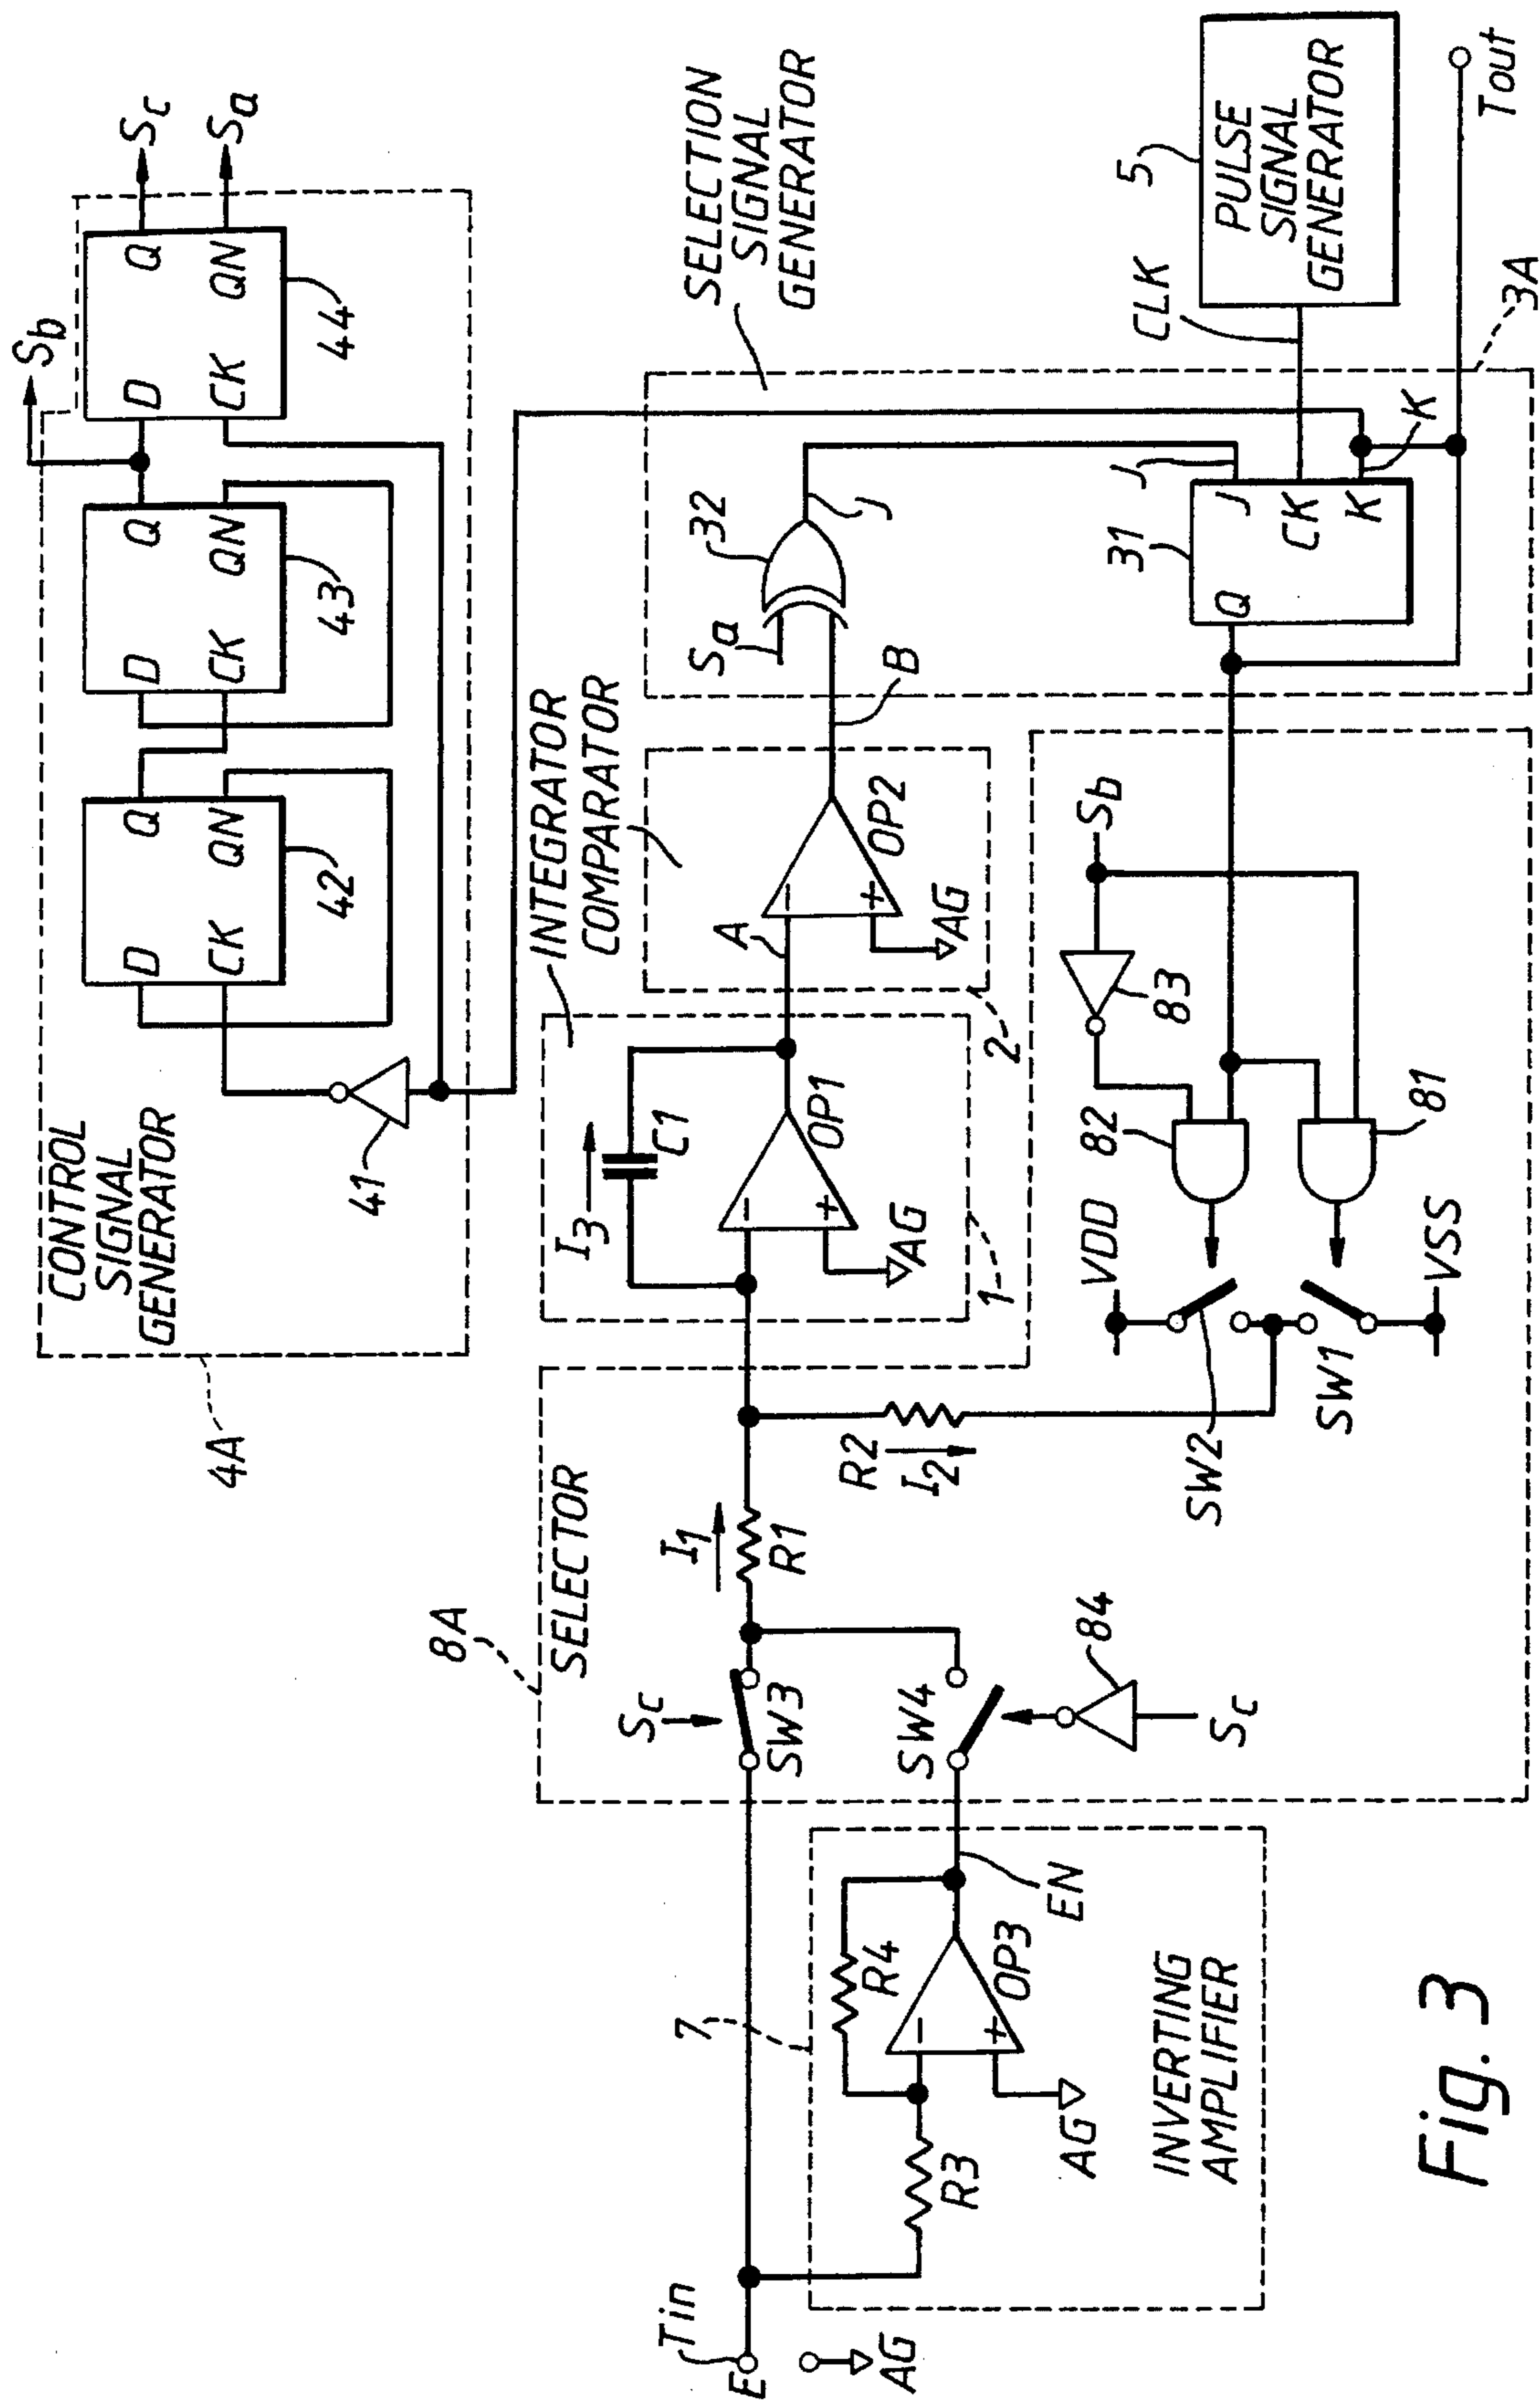 CONTROL
SIGNAL
GENERATOR
4A
41
D
Q
CK
QN
42
D
Q
CK
QN
43
D
Q
CK
QN
44
Sb
Sc
Sa
8A
SELECTOR
INTEGRATOR
COMPARATOR
SELECTION
SIGNAL
GENERATOR
Tin
E
AG
7
R3
R4
OP3
EN
AG
INVERTING
AMPLIFIER
Sc
SW3
SW4
84
Sc
I1
R1
R2
I2
I3
C1
OP1
AG
1
A
OP2
AG
2
B
Sa
32
J
J
31
Q
J
CK
K
K
CLK
5
PULSE
SIGNAL
GENERATOR
3A
Tout
Sb
83
82
81
VDD
VSS
SW2
SW1
Fig. 3